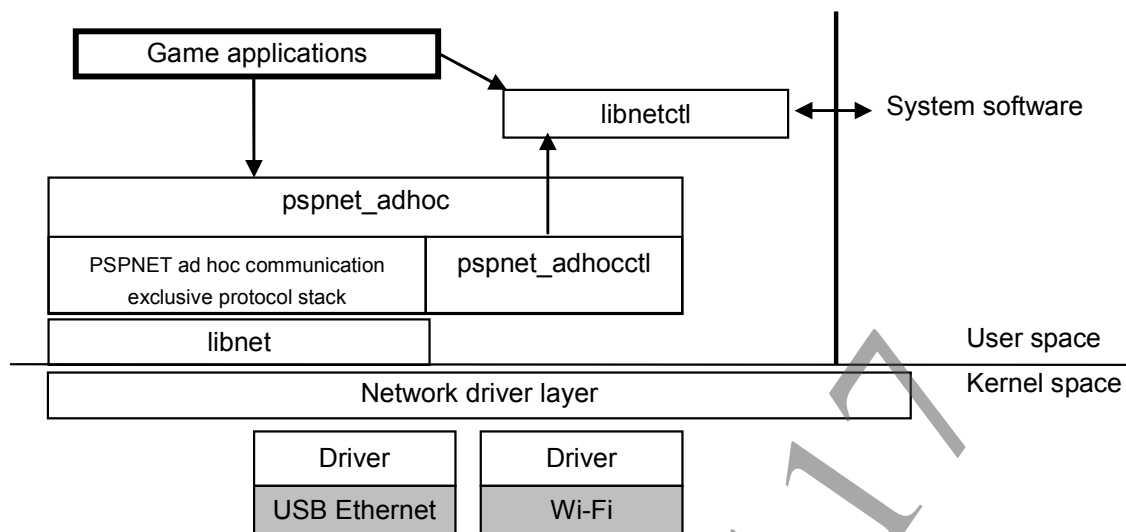 Game applications
libnetctl
System software
pspnet_adhoc
PSPNET ad hoc communication
exclusive protocol stack
pspnet_adhocctl
libnet
User space
Kernel space
Network driver layer
Driver
Driver
USB Ethernet
Wi-Fi
17